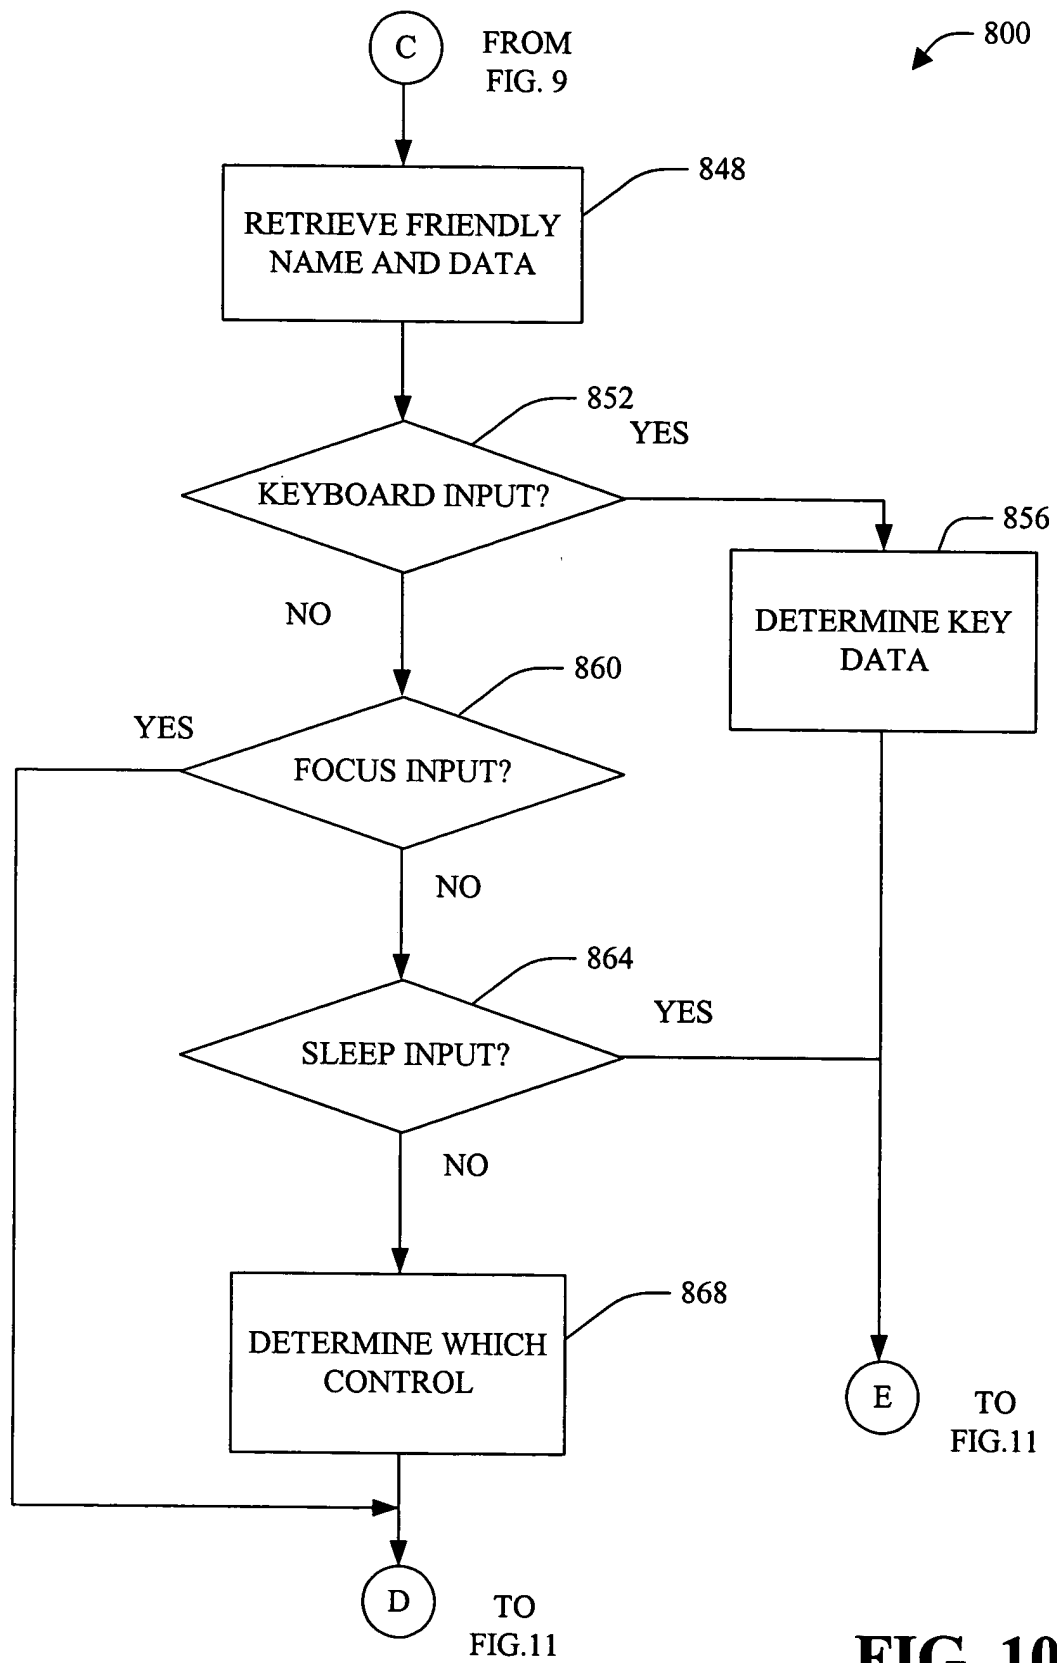 C
FROM
FIG. 9
800
848
RETRIEVE FRIENDLY
NAME AND DATA
852
YES
KEYBOARD INPUT?
856
DETERMINE KEY
DATA
NO
860
YES
FOCUS INPUT?
NO
864
YES
SLEEP INPUT?
NO
868
DETERMINE WHICH
CONTROL
E
TO
FIG.11
D
TO
FIG.11
FIG. 10